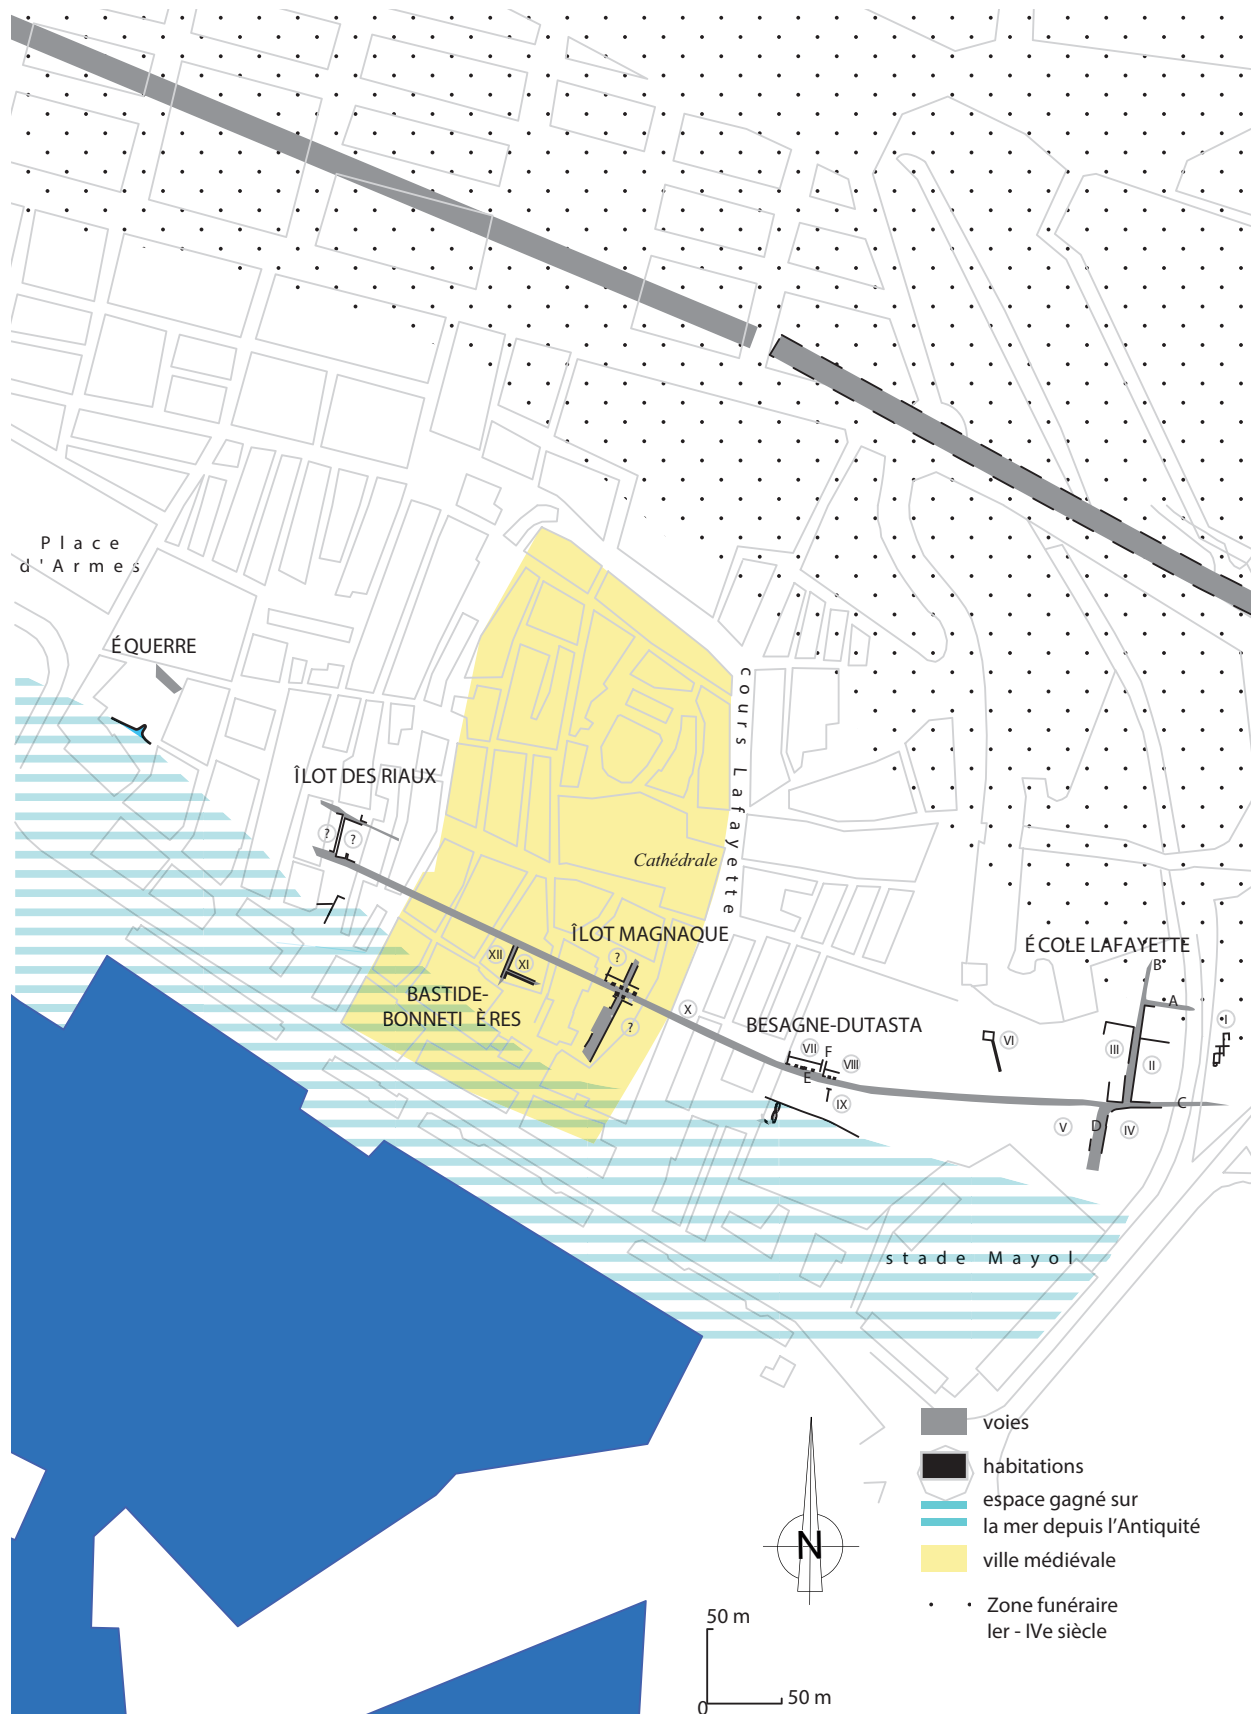 Place
d'Armes
ÉQUERRE
cours Lafayette
ÎLOT DES RIAUX
?
?
Cathédrale
ÎLOT MAGNAQUE
ÉCOLE LAFAYETTE
XII
XI
?
B
BASTIDE-
BONNETIÈRES
A
X
I
?
BESAGNE-DUTASTA
VI
III
VII
F
VIII
II
E
IX
C
V
D
IV
stade Mayol
voies
habitations
espace gagné sur
la mer depuis l'Antiquité
ville médiévale
Zone funéraire
Ier - IVe siècle
N
50 m
0
50 m